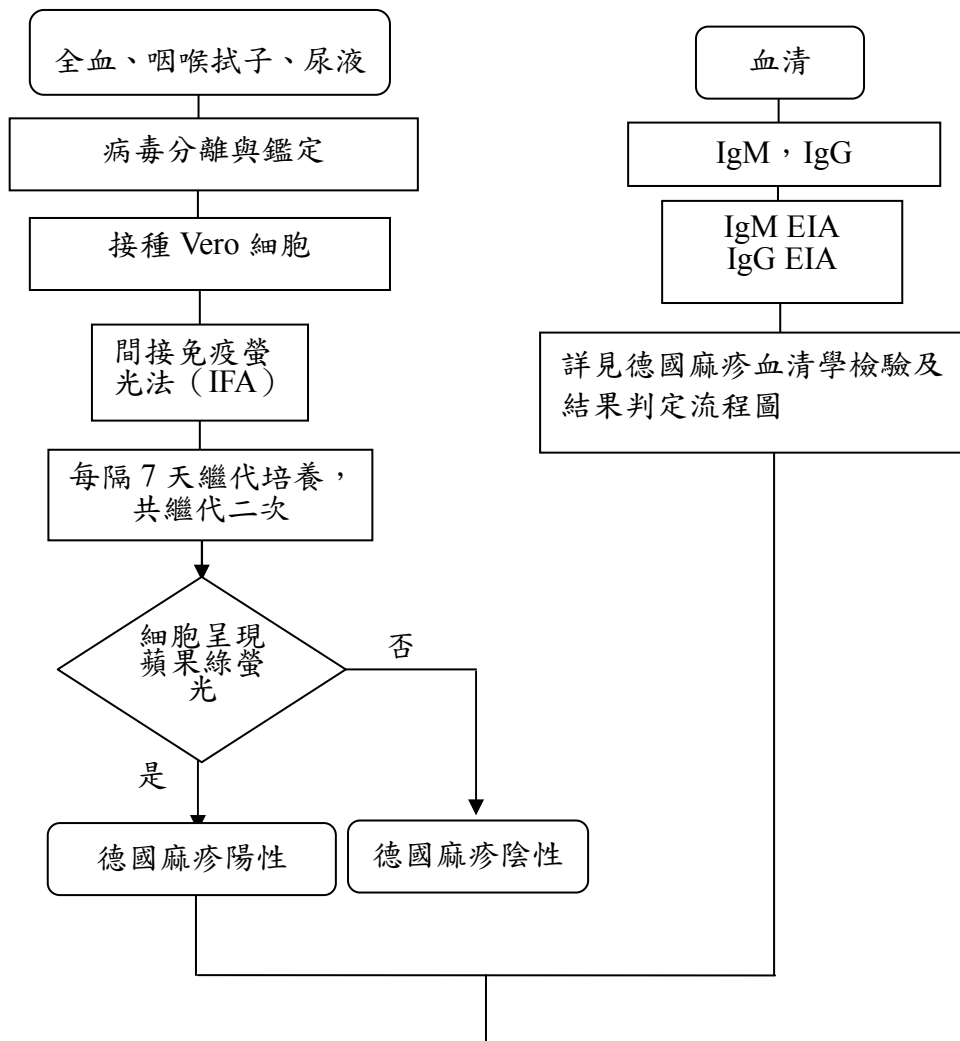 全血、咽喉拭子、尿液
病毒分離與鑑定
接種 Vero 細胞
間接免疫螢
光法（IFA）
每隔 7 天繼代培養，
共繼代二次
細胞呈現
蘋果綠螢
光
否
是
德國麻疹陽性
德國麻疹陰性
血清
IgM，IgG
IgM EIA
IgG EIA
詳見德國麻疹血清學檢驗及
結果判定流程圖